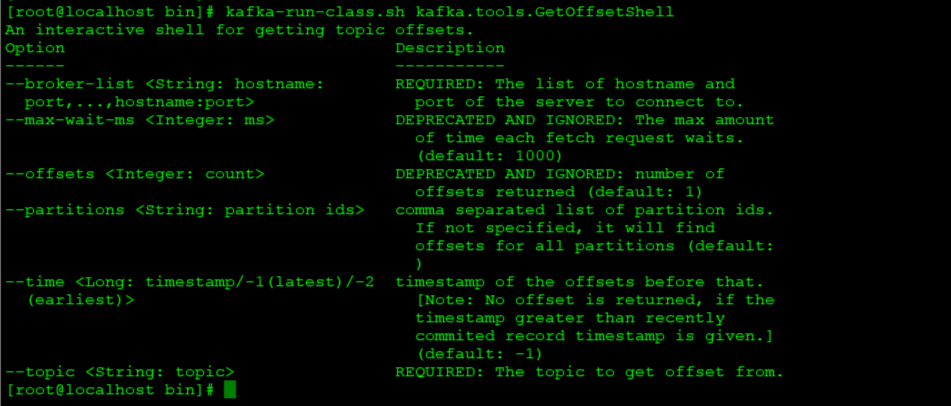 [root@localhost bin]# kafka-run-class.sh kafka.tools.GetOffsetShell
An interactive shell for getting topic offsets.
Option                                 Description
------                                 -----------
--broker-list <String: hostname:       REQUIRED: The list of hostname and
  port,...,hostname:port>                port of the server to connect to.
--max-wait-ms <Integer: ms>            DEPRECATED AND IGNORED: The max amount
                                         of time each fetch request waits.
                                         (default: 1000)
--offsets <Integer: count>             DEPRECATED AND IGNORED: number of
                                         offsets returned (default: 1)
--partitions <String: partition ids>   comma separated list of partition ids.
                                         If not specified, it will find
                                         offsets for all partitions (default:
                                         )
--time <Long: timestamp/-1(latest)/-2  timestamp of the offsets before that.
  (earliest)>                            [Note: No offset is returned, if the
                                         timestamp greater than recently
                                         commited record timestamp is given.]
                                         (default: -1)
--topic <String: topic>                REQUIRED: The topic to get offset from.
[root@localhost bin]#